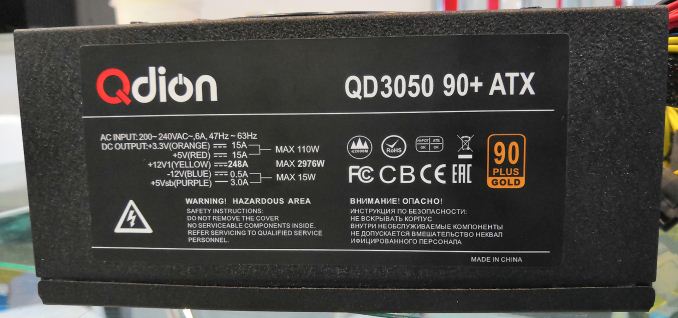 Qdion
QD3050 90+ ATX
AC INPUT: 200~240VAC~,6A, 47Hz~63Hz
DC OUTPUT:+3.3V(ORANGE) 15A
+5V(RED) 15A
MAX 110W
+12V1(YELLOW) 248A MAX 2976W
-12V(BLUE) 0.5A
+5Vsb(PURPLE) 3.0A
MAX 15W
RoHS
FC CB CE EAC
90
PLUS
GOLD
WARNING! HAZARDOUS AREA
SAFETY INSTRUCTIONS:
DO NOT REMOVE THE COVER
NO SERVICEABLE COMPONENTS INSIDE.
REFER SERVICING TO QUALIFIED SERVICE
PERSONNEL.
ВНИМАНИЕ! ОПАСНО!
ИНСТРУКЦИЯ ПО БЕЗОПАСНОСТИ:
НЕ ВСКРЫВАТЬ КОРПУС
ВНУТРИ НЕОБСЛУЖИВАЕМЫЕ КОМПОНЕНТЫ
НЕ ДОПУСКАЕТСЯ ВМЕШАТЕЛЬСТВО НЕКВАЛ
ИФИЦИРОВАННОГО ПЕРСОНАЛА
MADE IN CHINA